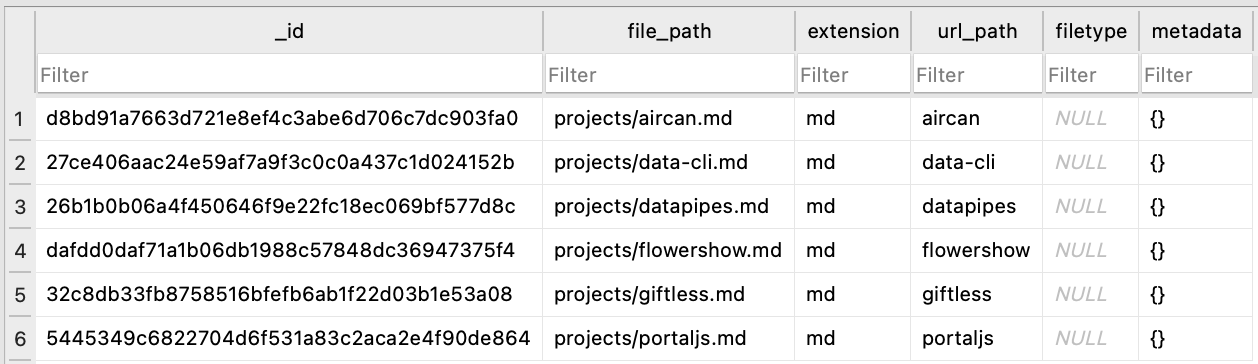 _id file_path extension url_path filetype metadata
Filter Filter Filter Filter Filter Filter
1 d8bd91a7663d721e8ef4c3abe6d706c7dc903fa0 projects/aircan.md md aircan NULL {}
2 27ce406aac24e59af7a9f3c0c0a437c1d024152b projects/data-cli.md md data-cli NULL {}
3 26b1b0b06a4f450646f9e22fc18ec069bf577d8c projects/datapipes.md md datapipes NULL {}
4 dafdd0daf71a1b06db1988c57848dc36947375f4 projects/flowershow.md md flowershow NULL {}
5 32c8db33fb8758516bfefb6ab1f22d03b1e53a08 projects/giftless.md md giftless NULL {}
6 5445349c6822704d6f531a83c2aca2e4f90de864 projects/portaljs.md md portaljs NULL {}